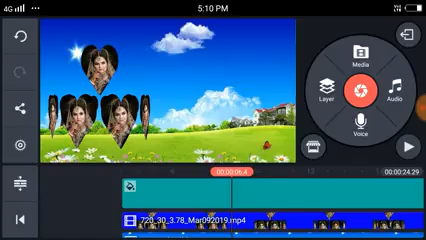 4G
5:10 PM
Media
Layer
Audio
Voice
00:00:06.4
12
00:00:24.29
720_30_3.78_Mar092019.mp4